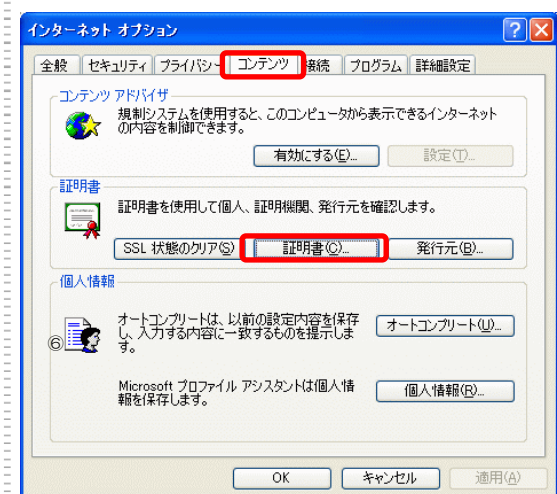 インターネット オプション
全般 セキュリティ プライバシー コンテンツ 接続 プログラム 詳細設定
コンテンツ アドバイザ
規制システムを使用すると、このコンピュータから表示できるインターネット
の内容を制御できます。
有効にする(E)... 設定(T)...
証明書
証明書を使用して個人、証明機関、発行元を確認します。
SSL 状態のクリア(S) 証明書(C)... 発行元(B)...
個人情報
オートコンプリートは、以前の設定内容を保存
し、入力する内容に一致するものを提示しま
す。
オートコンプリート(U)...
⑥
Microsoft プロファイル アシスタントは個人情
報を保存します。
個人情報(R)...
OK キャンセル 適用(A)